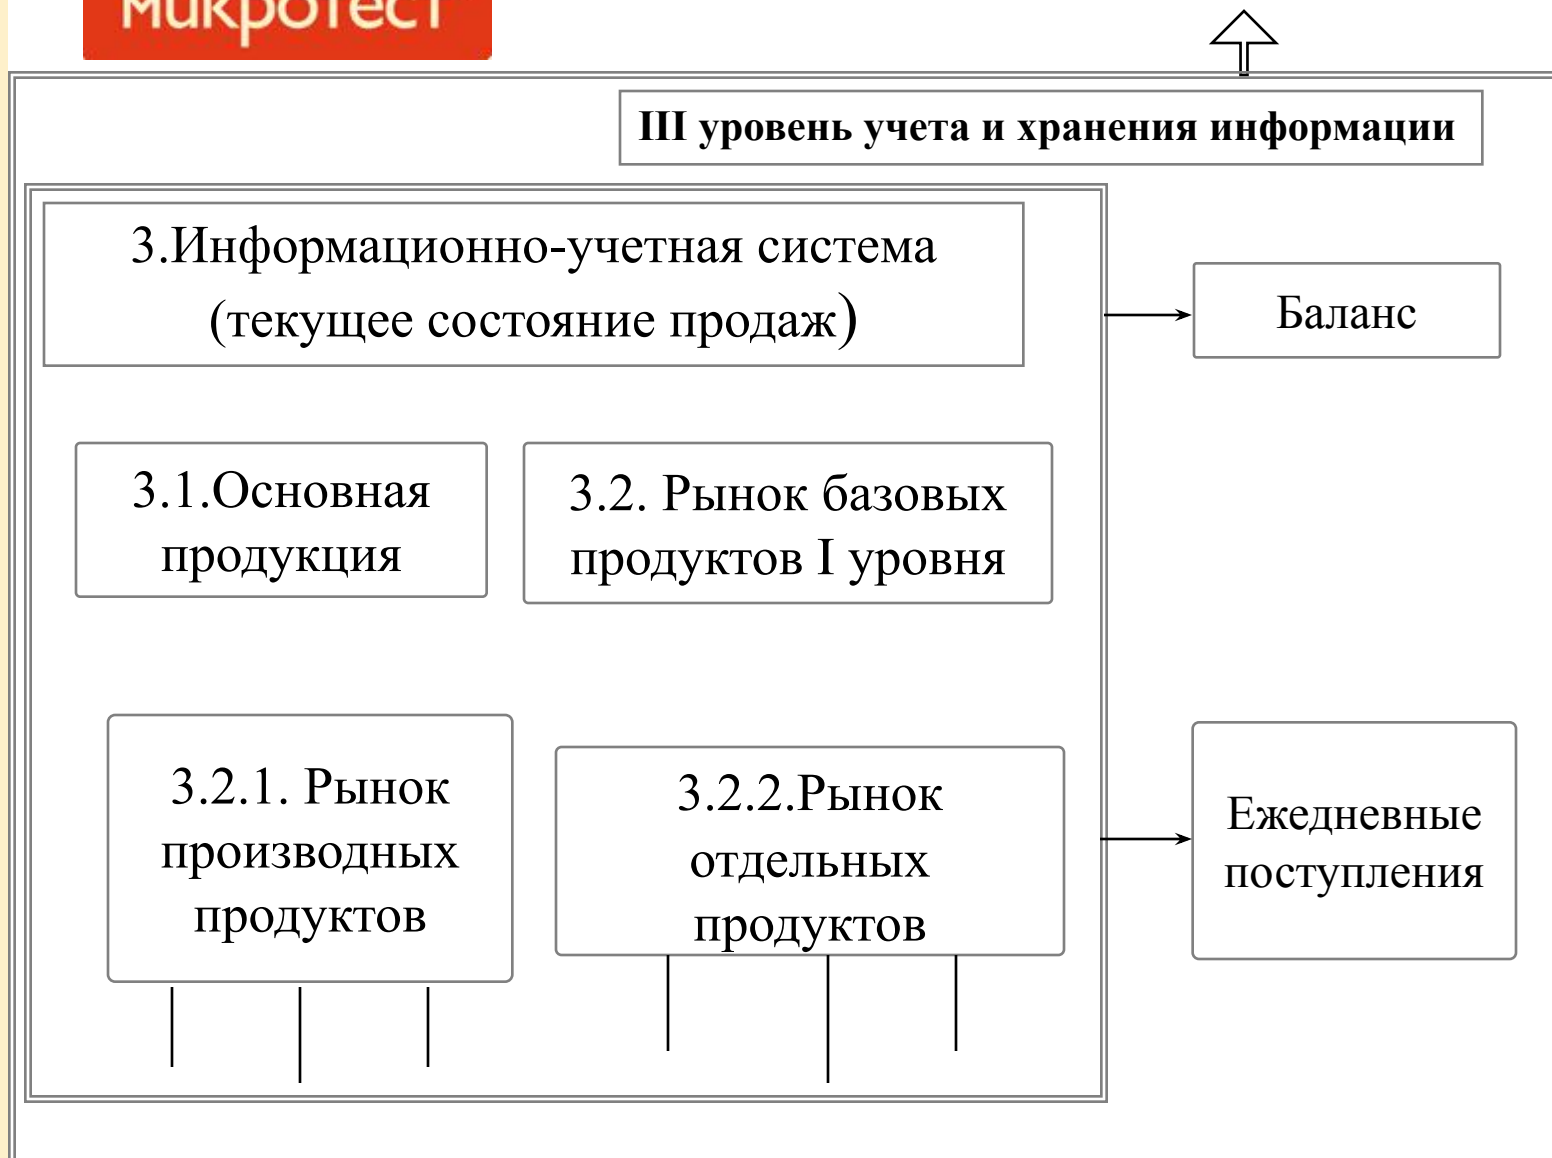 микротест
III уровень учета и хранения информации
3.Информационно-учетная система
(текущее состояние продаж)
Баланс
3.1.Основная
продукция
3.2. Рынок базовых
продуктов I уровня
3.2.1. Рынок
производных
продуктов
3.2.2.Рынок
отдельных
продуктов
Ежедневные
поступления